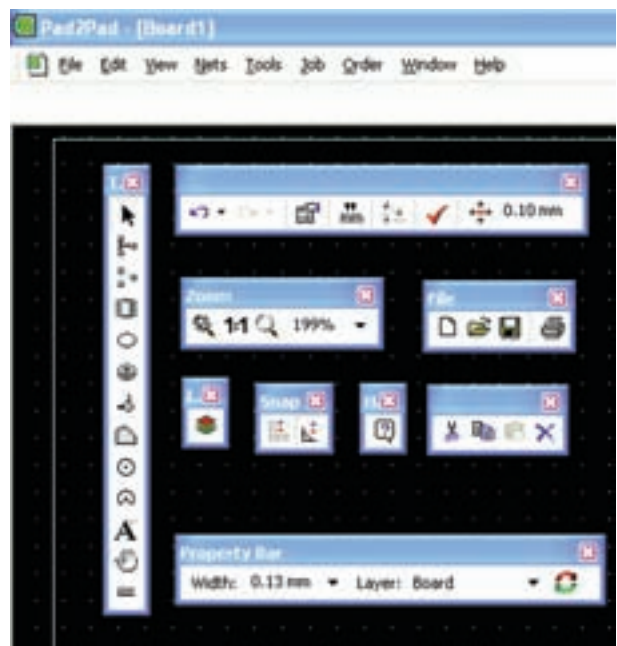 Pad2Pad - [Board1]
File Edit View Nets Tools Job Order Window Help
mm 0.10 mm
Zoom
1:1 199%
File
Snap
A
Property Bar
Width: 0.13 mm Layer: Board